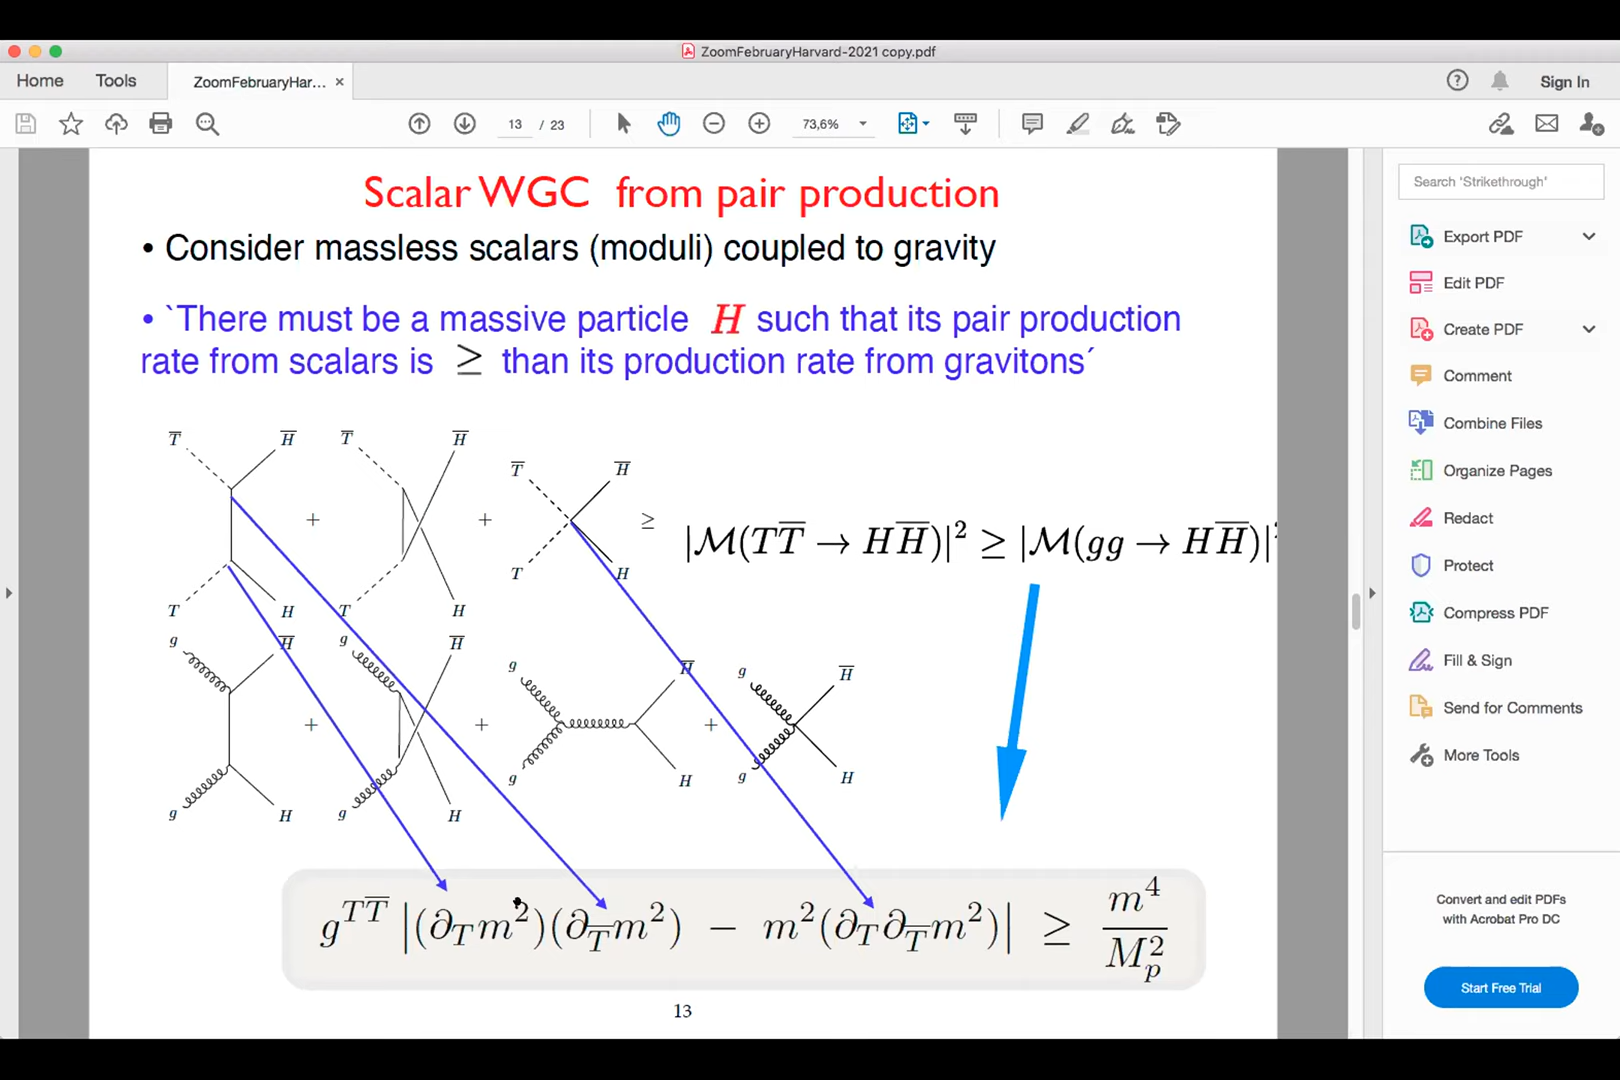 ZoomFebruaryHarvard-2021 copy.pdf
Home Tools ZoomFebruaryHar... × Sign In
13 / 23 73,6%
Scalar WGC from pair production
• Consider massless scalars (moduli) coupled to gravity
• `There must be a massive particle H such that its pair production
rate from scalars is ≥ than its production rate from gravitons´
T̅ H̅ T̅ H̅ T̅ H̅
+ + ≥ |ℳ(TT̅ → HH̅)|² ≥ |ℳ(gg → HH̅)|²
T H T H T H
g H̅ g H̅ g H̅ g H̅
+ + +
g H g H g H g H
g^{TT̅} |(∂_T m²)(∂_T̅ m²) − m²(∂_T ∂_T̅ m²)| ≥ m⁴ / M_p²
13
Search 'Strikethrough'
Export PDF
Edit PDF
Create PDF
Comment
Combine Files
Organize Pages
Redact
Protect
Compress PDF
Fill & Sign
Send for Comments
More Tools
Convert and edit PDFs
with Acrobat Pro DC
Start Free Trial